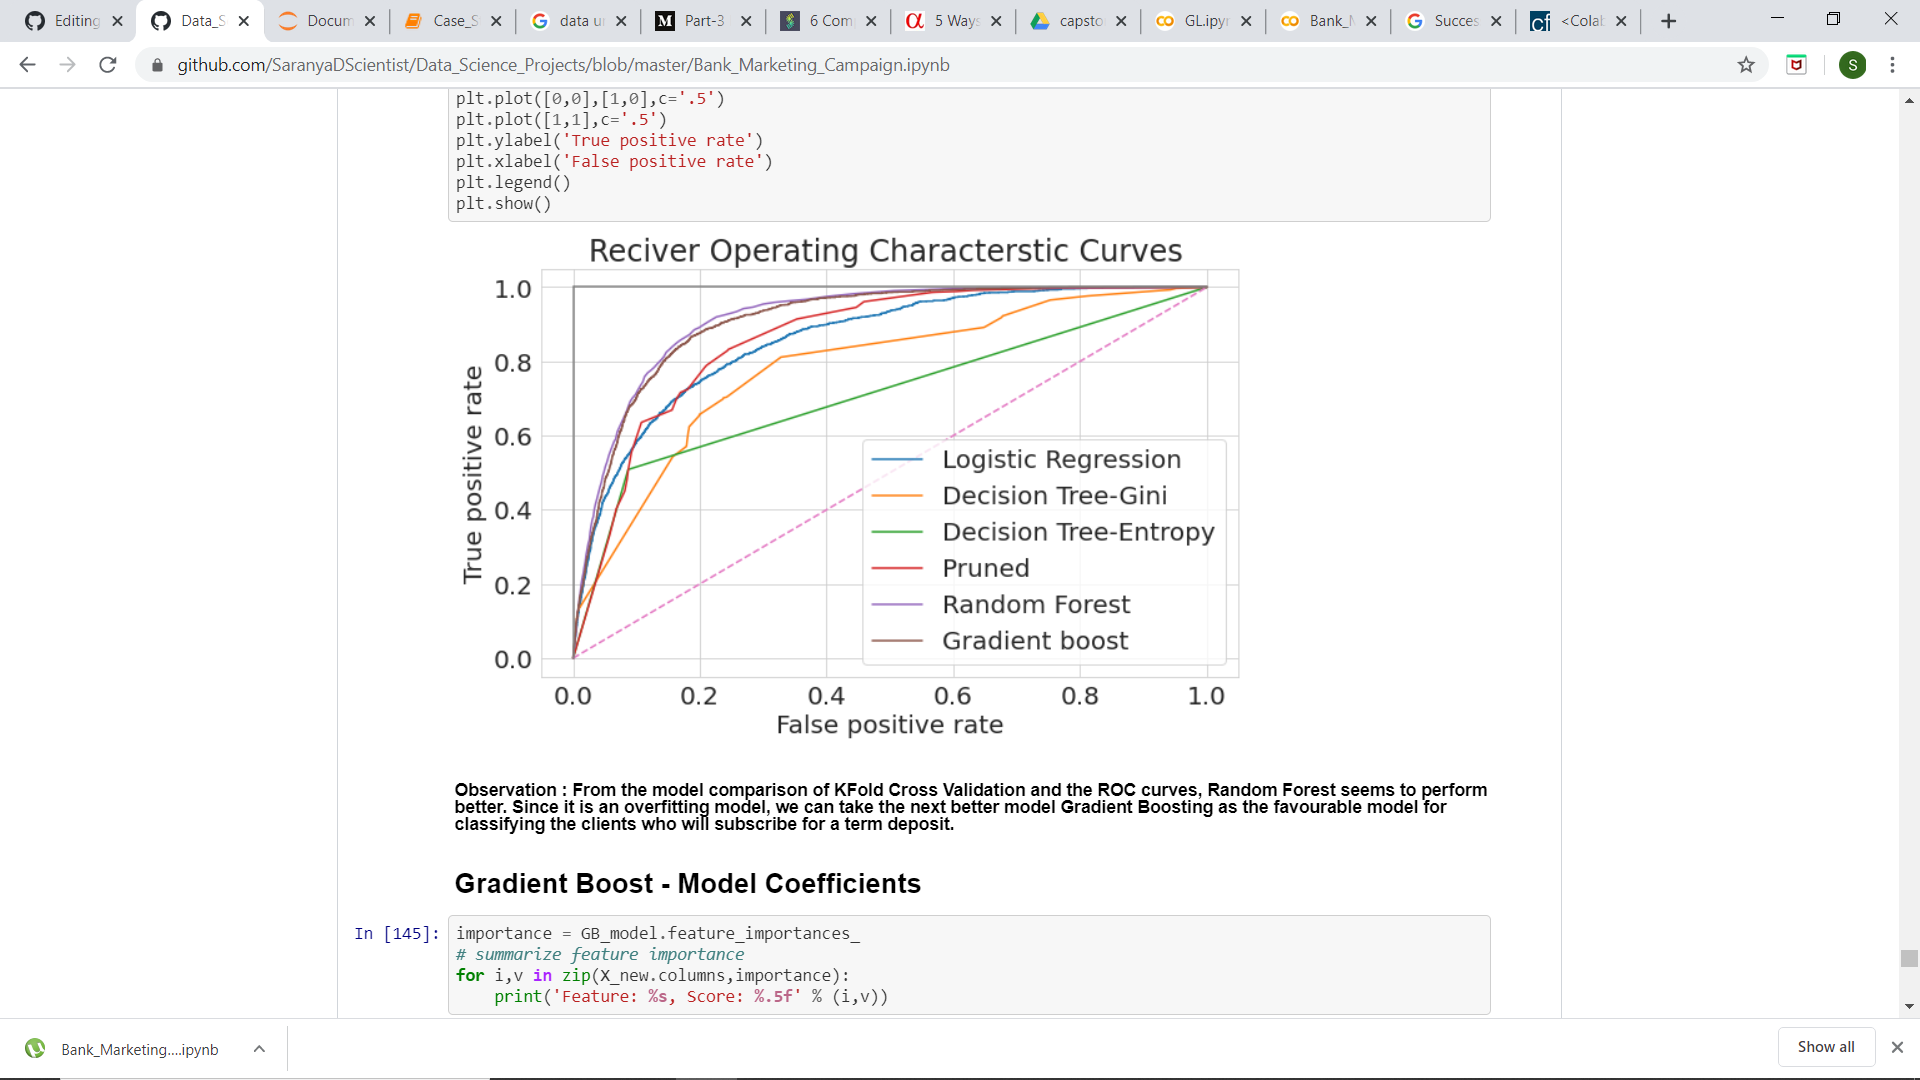 Editing
Data_S
Docum
Case_S
data u
Part-3
6 Com
5 Way
capsto
GL.ipy
Bank_
Succes
<Cola
github.com/SaranyaDScientist/Data_Science_Projects/blob/master/Bank_Marketing_Campaign.ipynb
S
plt.plot([0,0],[1,0],c='.5')
plt.plot([1,1],c='.5')
plt.ylabel('True positive rate')
plt.xlabel('False positive rate')
plt.legend()
plt.show()
Reciver Operating Characterstic Curves
1.0
0.8
0.6
0.4
0.2
0.0
True positive rate
Logistic Regression
Decision Tree-Gini
Decision Tree-Entropy
Pruned
Random Forest
Gradient boost
0.0 0.2 0.4 0.6 0.8 1.0
False positive rate
Observation : From the model comparison of KFold Cross Validation and the ROC curves, Random Forest seems to perform
better. Since it is an overfitting model, we can take the next better model Gradient Boosting as the favourable model for
classifying the clients who will subscribe for a term deposit.
Gradient Boost - Model Coefficients
In [145]:
importance = GB_model.feature_importances_
# summarize feature importance
for i,v in zip(X_new.columns,importance):
    print('Feature: %s, Score: %.5f' % (i,v))
Bank_Marketing....ipynb
Show all